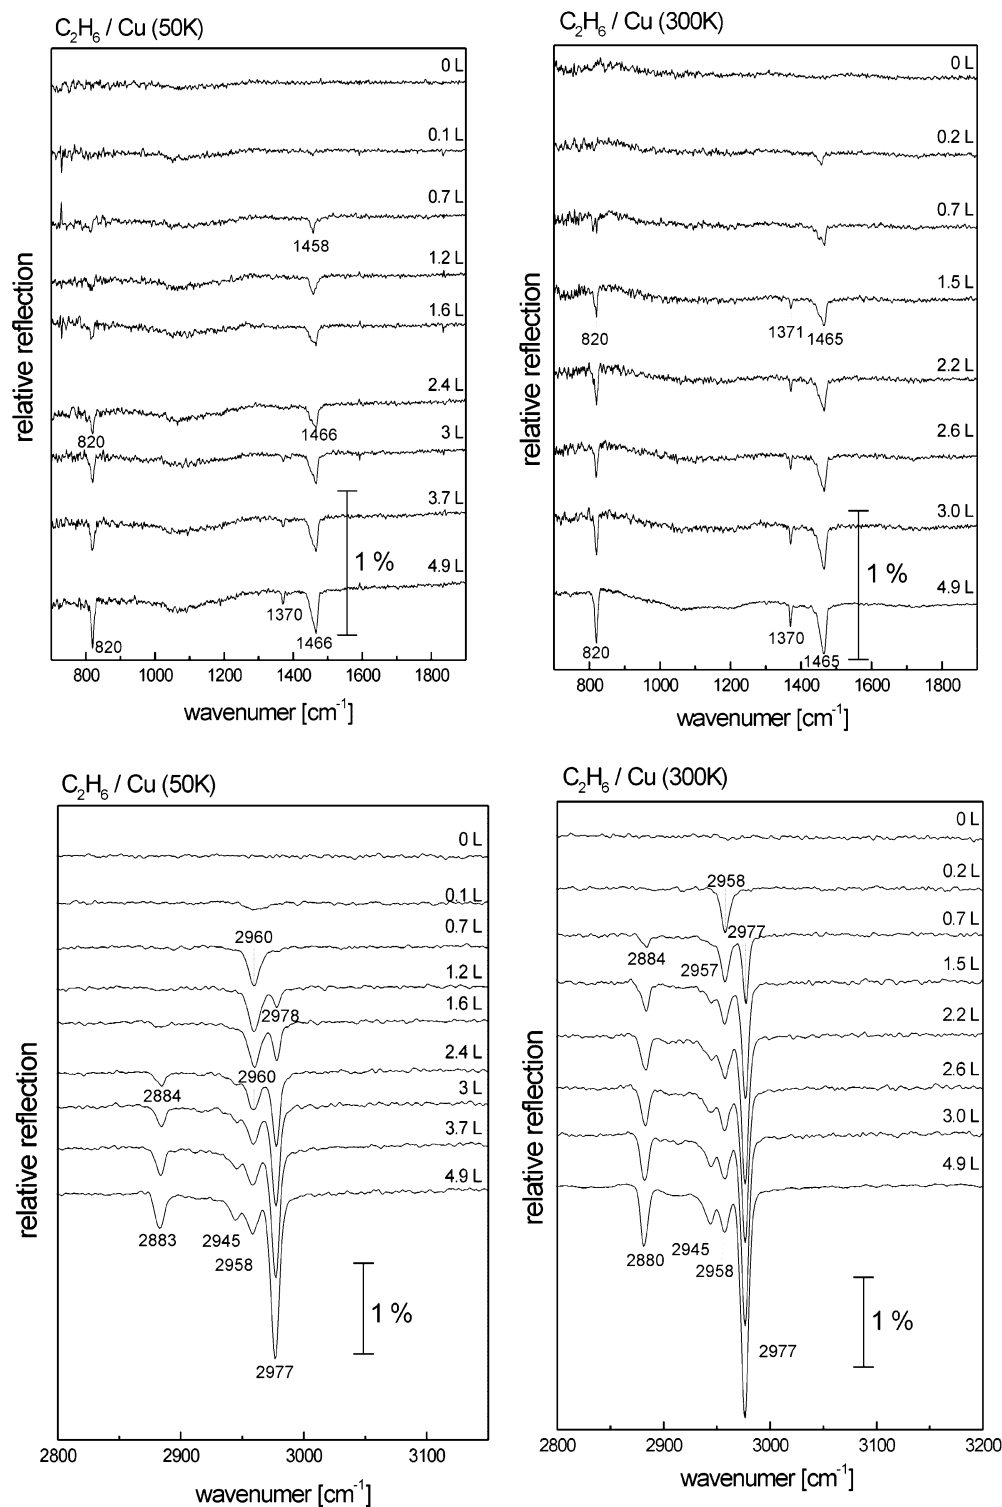 C2H6 / Cu (50K)
0 L
0.1 L
0.7 L
1458
1.2 L
1.6 L
2.4 L
820
1466
3 L
3.7 L
1 %
4.9 L
1370
820
1466
relative reflection
800 1000 1200 1400 1600 1800
wavenumer [cm-1]
C2H6 / Cu (300K)
0 L
0.2 L
0.7 L
1.5 L
820
1371 1465
2.2 L
2.6 L
3.0 L
1 %
4.9 L
1370
820
1465
relative reflection
800 1000 1200 1400 1600 1800
wavenumer [cm-1]
C2H6 / Cu (50K)
0 L
0.1 L
0.7 L
2960
1.2 L
2978
1.6 L
2.4 L
2960
2884
3 L
3.7 L
4.9 L
2883
2945
2958
1 %
2977
relative reflection
2800 2900 3000 3100
wavenumer [cm-1]
C2H6 / Cu (300K)
0 L
0.2 L
2958
0.7 L
2977
2884
2957
1.5 L
2.2 L
2.6 L
3.0 L
4.9 L
2880
2945
2958
1 %
2977
relative reflection
2800 2900 3000 3100 3200
wavenumer [cm-1]